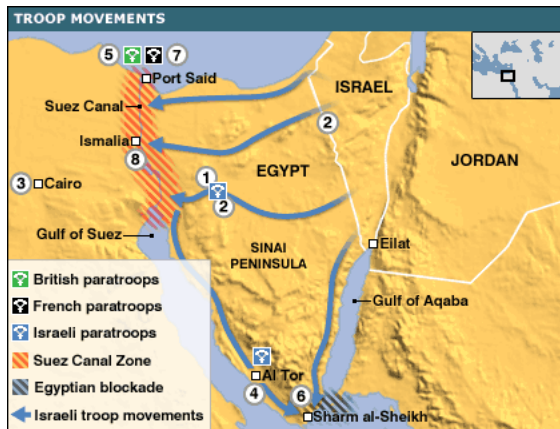 TROOP MOVEMENTS
5
7
Port Said
ISRAEL
Suez Canal
2
Ismalia
8
JORDAN
EGYPT
1
3
Cairo
2
Gulf of Suez
SINAI
PENINSULA
Eilat
British paratroops
French paratroops
Israeli paratroops
Suez Canal Zone
Egyptian blockade
Israeli troop movements
Gulf of Aqaba
Al Tor
4
6
Sharm al-Sheikh